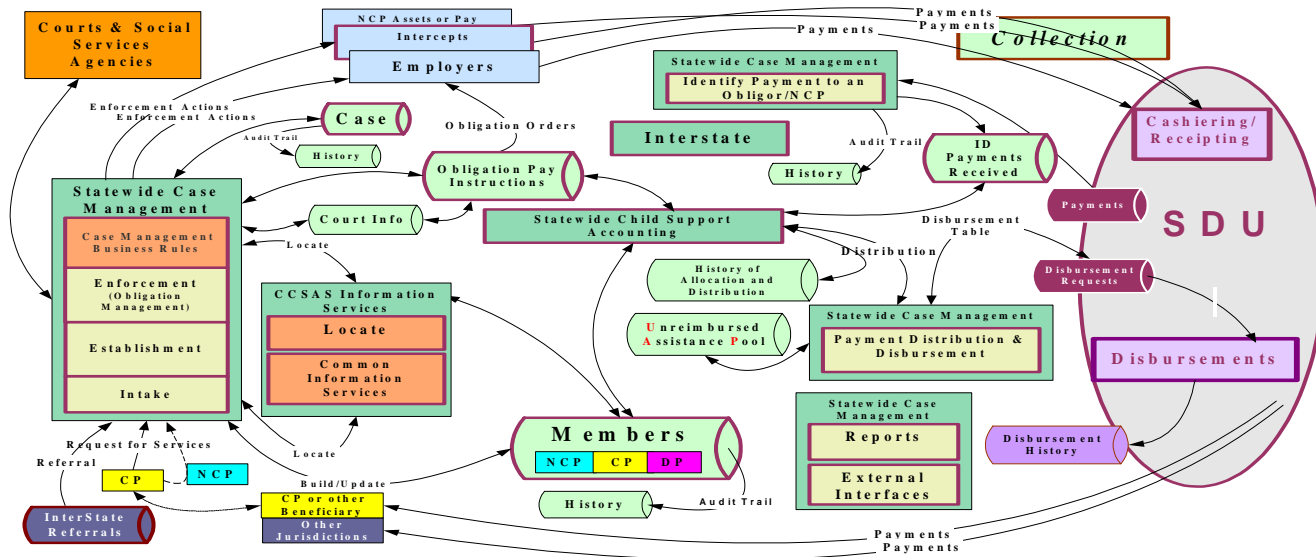 Courts & Social
Services
Agencies
NCP Assets or Pay
Intercepts
Employers
Payments
Payments
Payments
Collection
Statewide Case Management
Identify Payment to an
Obligor/NCP
Enforcement Actions
Enforcement Actions
Case
Audit Trail
History
Obligation Orders
Interstate
Audit Trail
History
ID
Payments
Received
Cashiering/
Receipting
Obligation Pay
Instructions
Statewide Case
Management
Case Management
Business Rules
Enforcement
(Obligation
Management)
Establishment
Intake
Court Info
Locate
Statewide Child Support
Accounting
Disbursement
Table
Distribution
Payments
SDU
Disbursement
Requests
History of
Allocation and
Distribution
CCSAS Information
Services
Locate
Common
Information
Services
Unreimbursed
Assistance Pool
Statewide Case Management
Payment Distribution &
Disbursement
Disbursements
Statewide Case
Management
Reports
External
Interfaces
Disbursement
History
Members
NCP
CP
DP
Audit Trail
History
Locate
Build/Update
Request for Services
Referral
CP
NCP
InterState
Referrals
CP or other
Beneficiary
Other
Jurisdictions
Payments
Payments